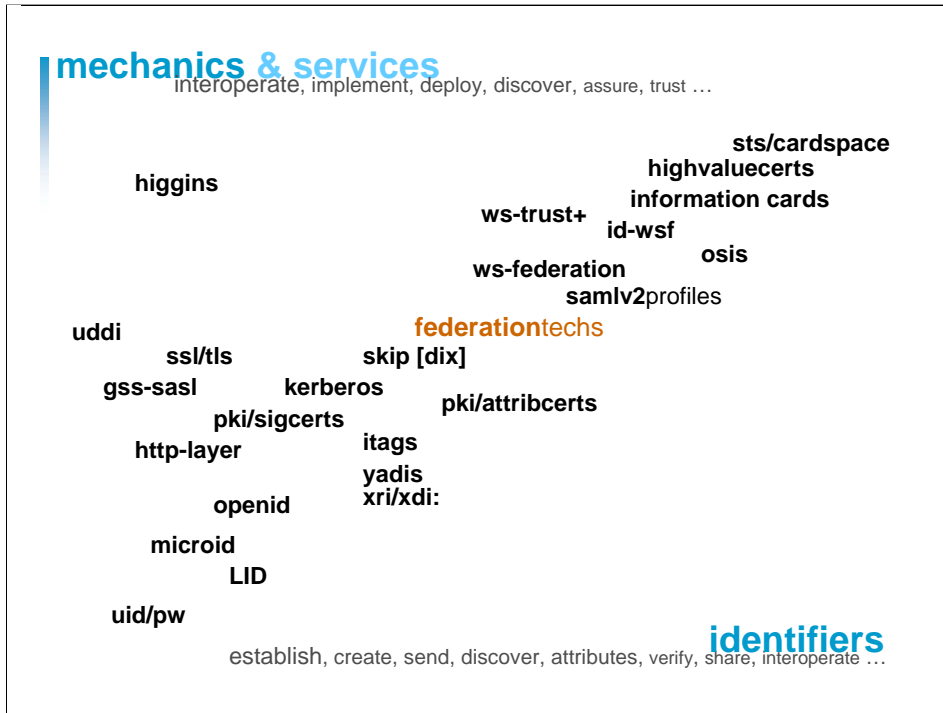 mechanics & services
interoperate, implement, deploy, discover, assure, trust …
sts/cardspace
highvaluecerts
higgins
information cards
ws-trust+
id-wsf
osis
ws-federation
samlv2profiles
federationtechs
uddi
ssl/tls
skip [dix]
gss-sasl
kerberos
pki/attribcerts
pki/sigcerts
itags
http-layer
yadis
xri/xdi:
openid
microid
LID
uid/pw
identifiers
establish, create, send, discover, attributes, verify, share, interoperate …